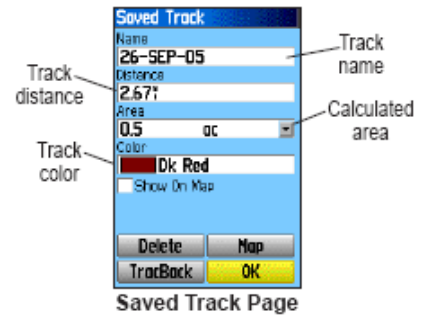 Saved Track
Name
26-SEP-05
Track name
Distance
Track distance
2.67
Area
0.5 ac
Calculated area
Color
Track color
Dk Red
Show On Map
Delete Map
TracBack OK
Saved Track Page